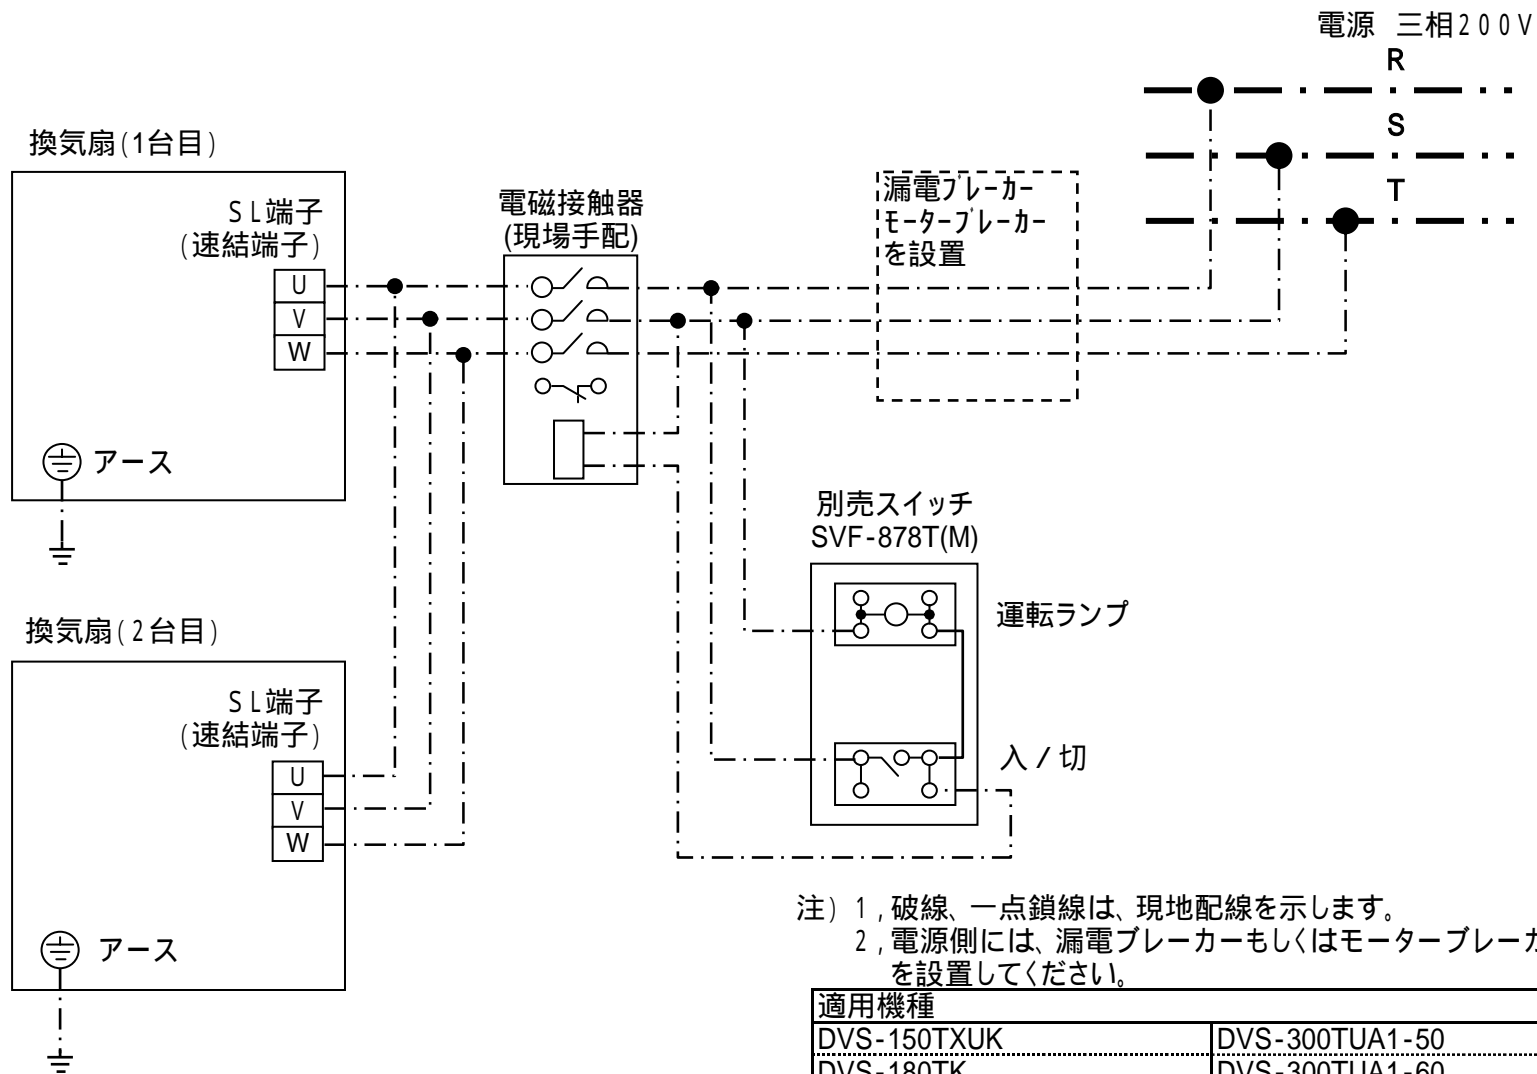 電源 三相200V
R
S
T
換気扇(1台目)
SL端子
(速結端子)
U
V
W
アース
電磁接触器
(現場手配)
漏電ブレーカー
モーターブレーカー
を設置
別売スイッチ
SVF-878T(M)
運転ランプ
入/切
換気扇(2台目)
SL端子
(速結端子)
U
V
W
アース
注) 1,破線、一点鎖線は、現地配線を示します。
2,電源側には、漏電ブレーカーもしくはモーターブレーカ
を設置してください。
適用機種
DVS-150TXUK DVS-300TUA1-50
DVS-180TK DVS-300TUA1-60